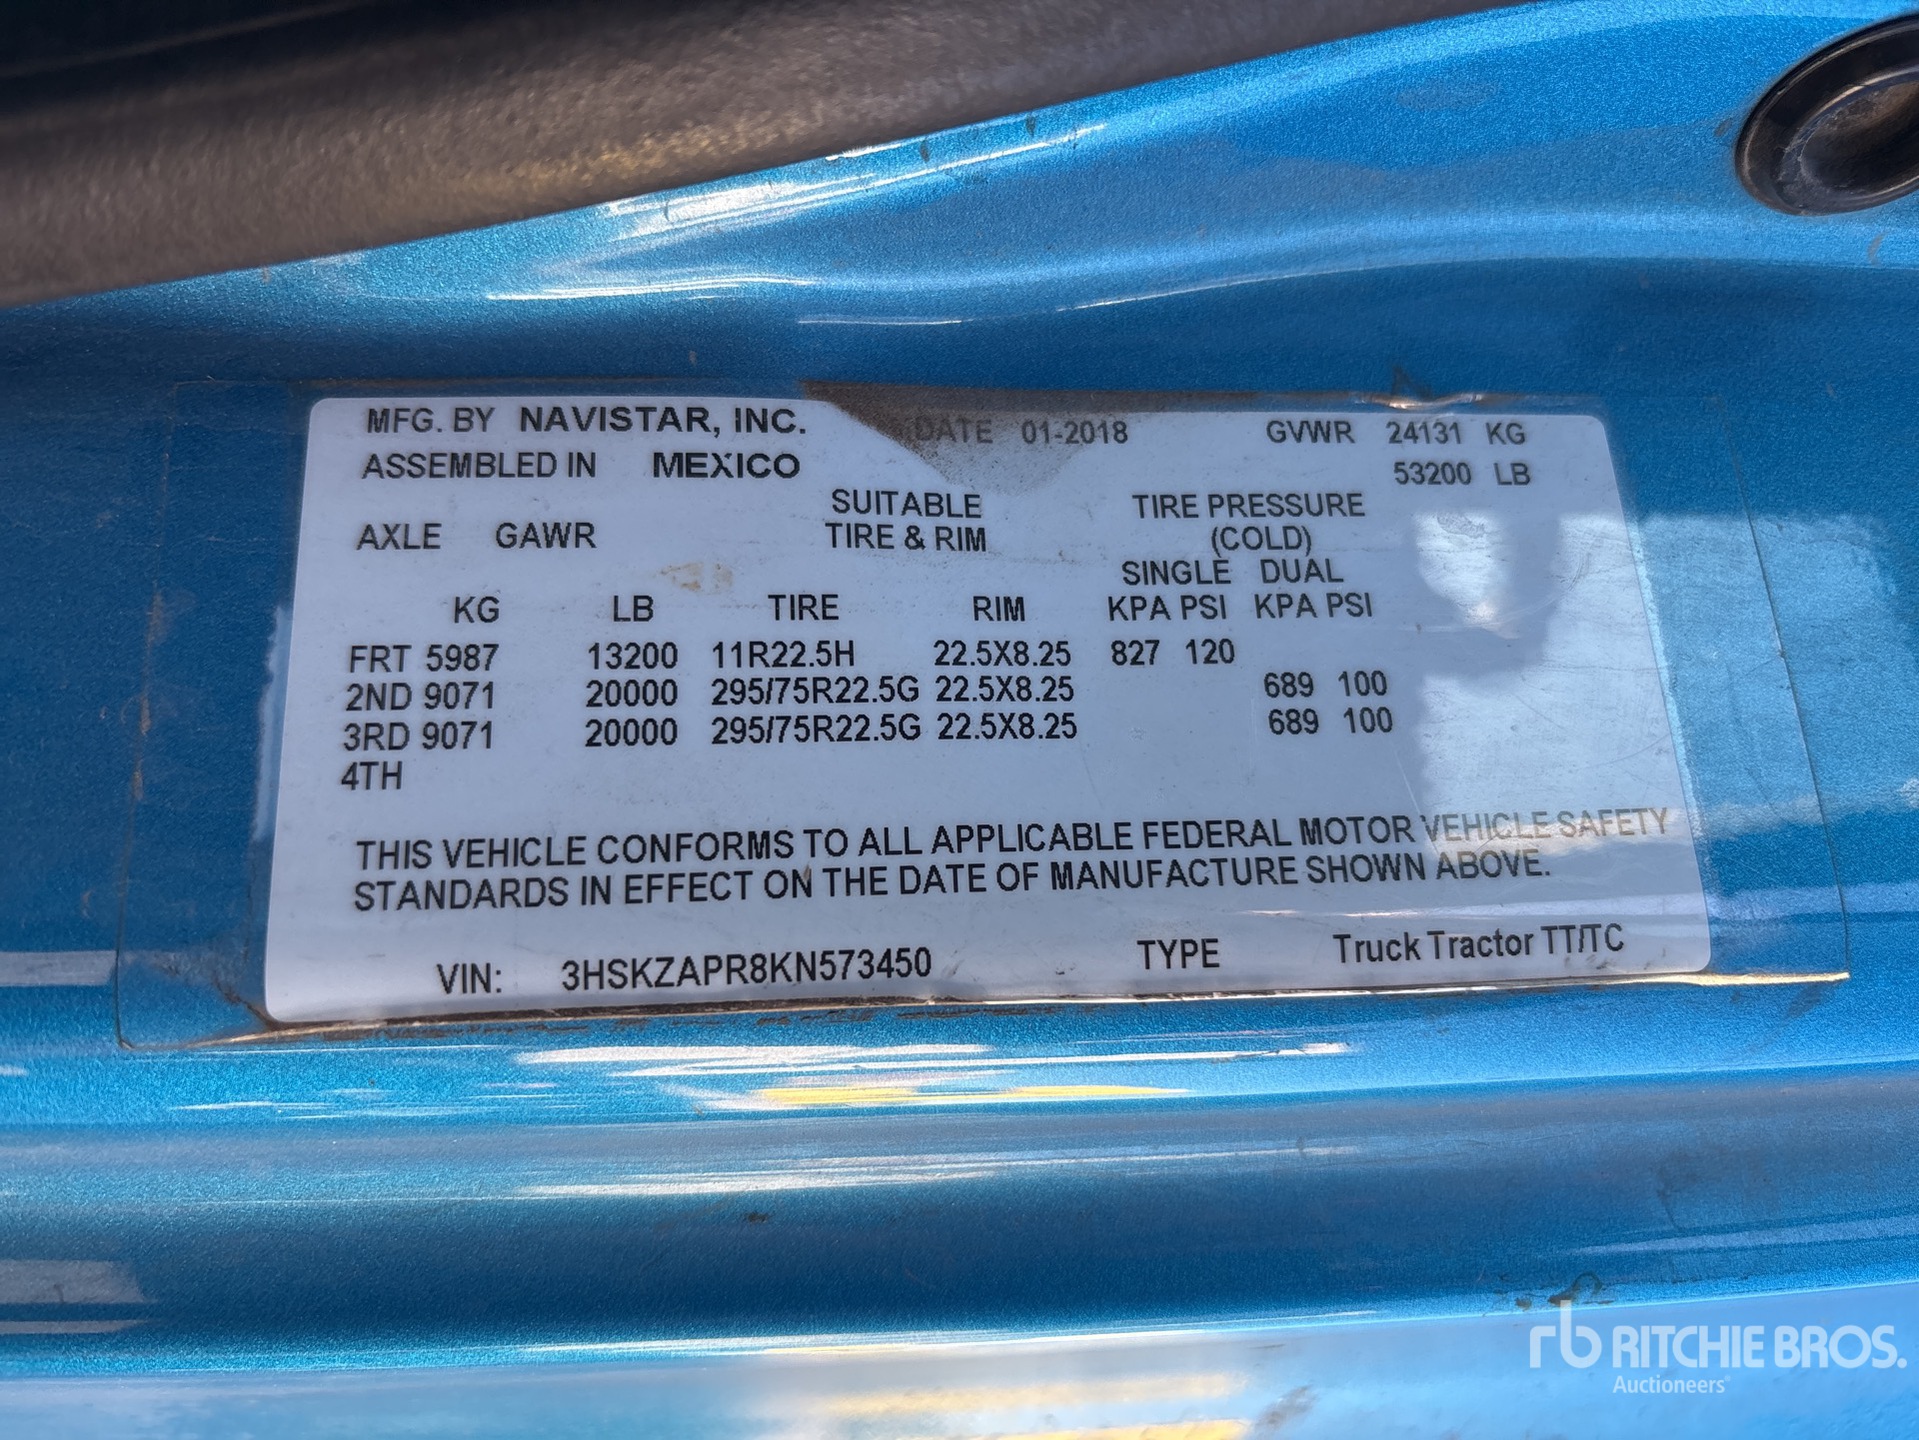 MFG. BY NAVISTAR, INC. DATE 01-2018 GVWR 24131 KG
ASSEMBLED IN MEXICO 53200 LB
SUITABLE TIRE PRESSURE
AXLE GAWR TIRE & RIM (COLD)
SINGLE DUAL
KG LB TIRE RIM KPA PSI KPA PSI
FRT 5987 13200 11R22.5H 22.5X8.25 827 120
2ND 9071 20000 295/75R22.5G 22.5X8.25 689 100
3RD 9071 20000 295/75R22.5G 22.5X8.25 689 100
4TH
THIS VEHICLE CONFORMS TO ALL APPLICABLE FEDERAL MOTOR VEHICLE SAFETY
STANDARDS IN EFFECT ON THE DATE OF MANUFACTURE SHOWN ABOVE.
VIN: 3HSKZAPR8KN573450 TYPE Truck Tractor TT/TC
rb RITCHIE BROS.
Auctioneers